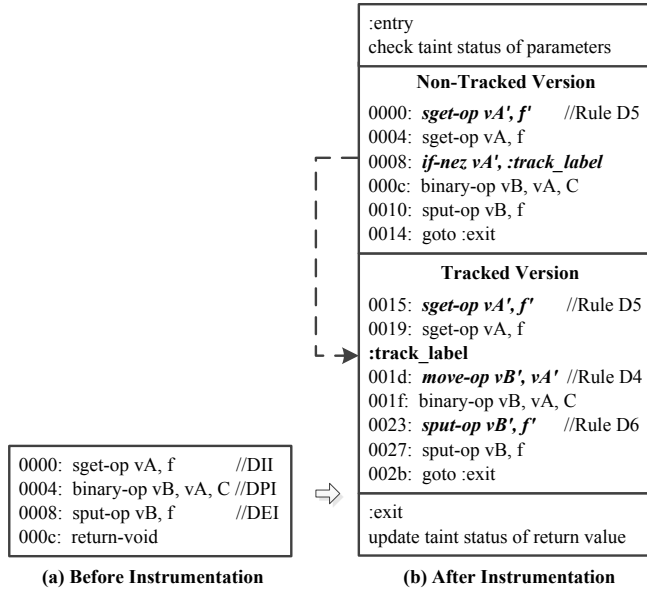 :entry
check taint status of parameters
Non-Tracked Version
0000: sget-op vA', f' //Rule D5
0004: sget-op vA, f
0008: if-nez vA', :track_label
000c: binary-op vB, vA, C
0010: sput-op vB, f
0014: goto :exit
Tracked Version
0015: sget-op vA', f' //Rule D5
0019: sget-op vA, f
:track_label
001d: move-op vB', vA' //Rule D4
001f: binary-op vB, vA, C
0023: sput-op vB', f' //Rule D6
0027: sput-op vB, f
002b: goto :exit
:exit
update taint status of return value
0000: sget-op vA, f //DII
0004: binary-op vB, vA, C //DPI
0008: sput-op vB, f //DEI
000c: return-void
(a) Before Instrumentation
(b) After Instrumentation